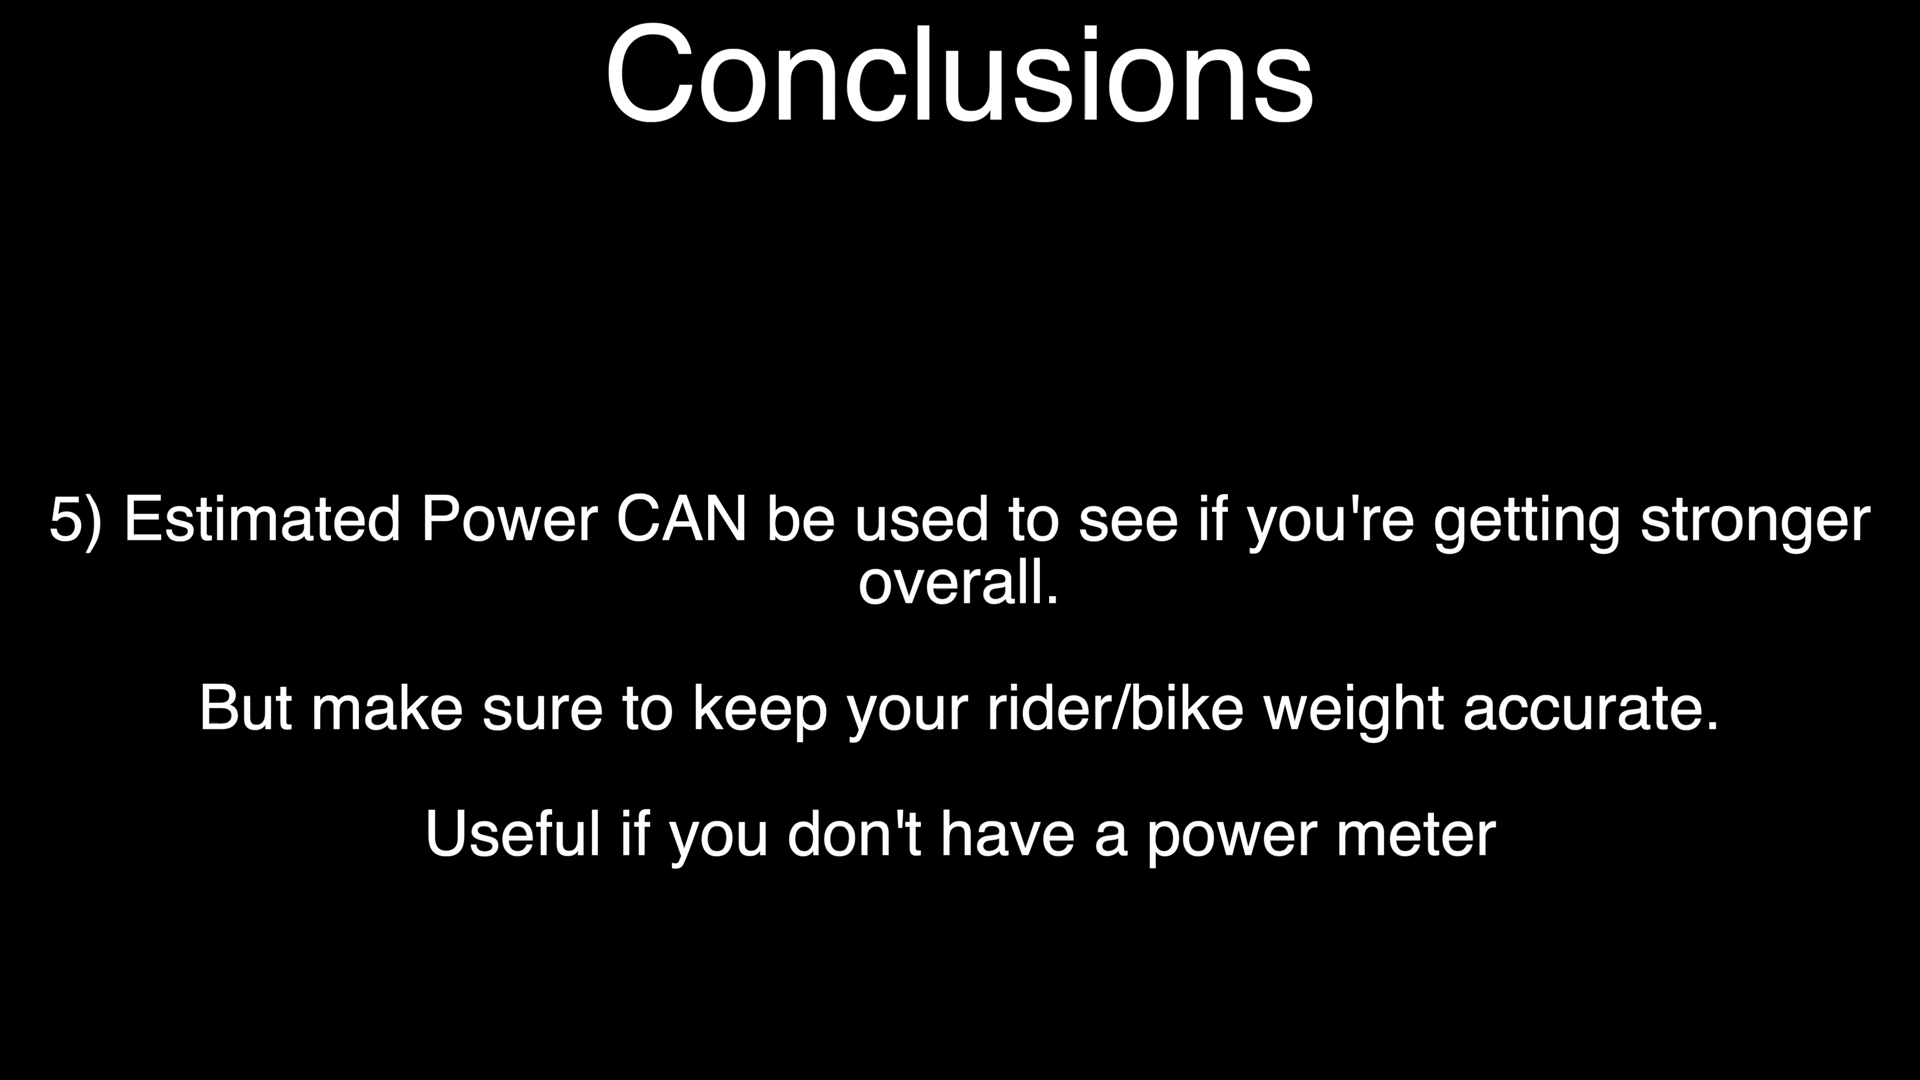 Conclusions
5) Estimated Power CAN be used to see if you're getting stronger
overall.
But make sure to keep your rider/bike weight accurate.
Useful if you don't have a power meter